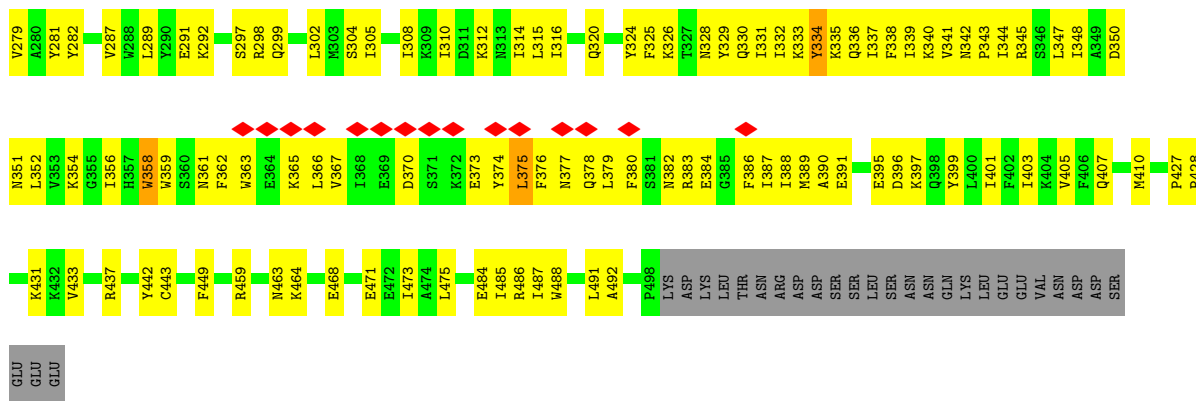 V279 A280 Y281 Y282 V287 W288 L289 Y290 E291 K292 S297 R298 Q299 L302 M303 S304 I305 I308 K309 I310 D311 K312 N313 I314 L315 I316 Q320 Y324 F325 K326 T327 N328 Y329 Q330 I331 I332 K333 Y334 K335 Q336 I337 F338 I339 K340 V341 N342 P343 I344 R345 S346 L347 I348 A349 D350
N351 L352 V353 K354 G355 I356 H357 W358 W359 S360 N361 F362 W363 E364 K365 L366 V367 I368 E369 D370 S371 K372 E373 Y374 L375 F376 N377 Q378 L379 F380 S381 N382 R383 E384 G385 F386 I387 I388 M389 A390 E391 E395 D396 K397 Q398 Y399 L400 I401 F402 I403 K404 V405 F406 Q407 M410 P427 R428
K431 K432 V433 R437 Y442 C443 F449 R459 N463 K464 E468 E471 E472 I473 A474 L475 E484 I485 R486 I487 W488 L491 A492 P498 LYS ASP LYS LEU THR ASN ARG ASP ASP SER SER LEU SER ASN ASN GLN LYS LEU GLU GLU VAL ASN ASP ASP SER
GLU GLU GLU